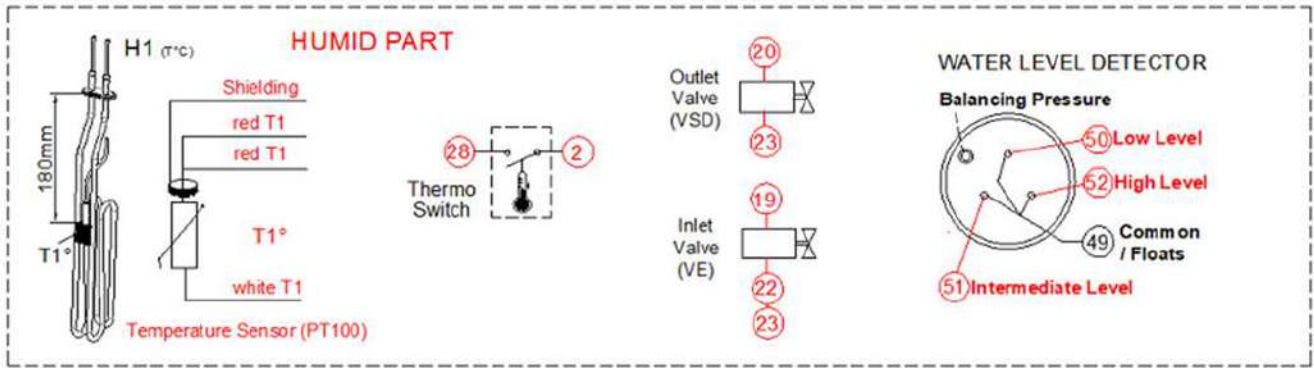 HUMID PART
H1 (T°C)
180mm
T1°
Shielding
red T1
red T1
T1°
white T1
Temperature Sensor (PT100)
28
2
Thermo
Switch
20
Outlet
Valve
(VSD)
23
19
Inlet
Valve
(VE)
22
23
WATER LEVEL DETECTOR
Balancing Pressure
50 Low Level
52 High Level
49 Common
/ Floats
51 Intermediate Level